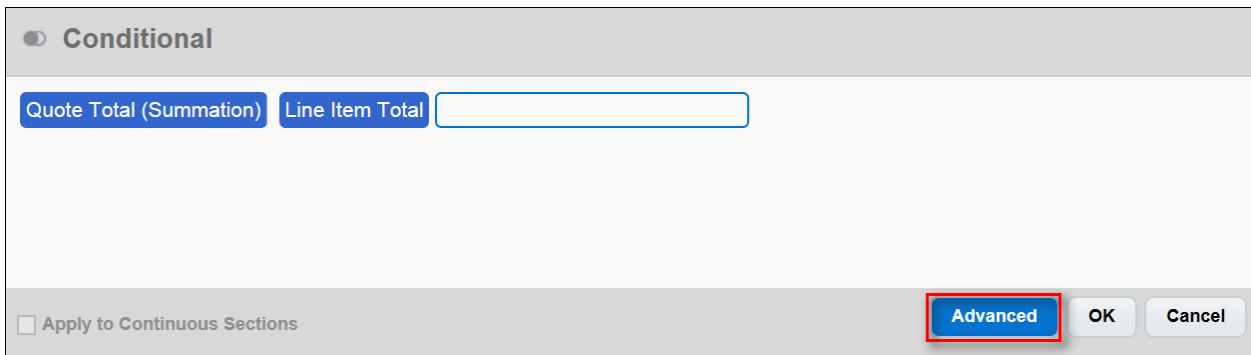 Conditional
Quote Total (Summation) Line Item Total
Apply to Continuous Sections Advanced OK Cancel